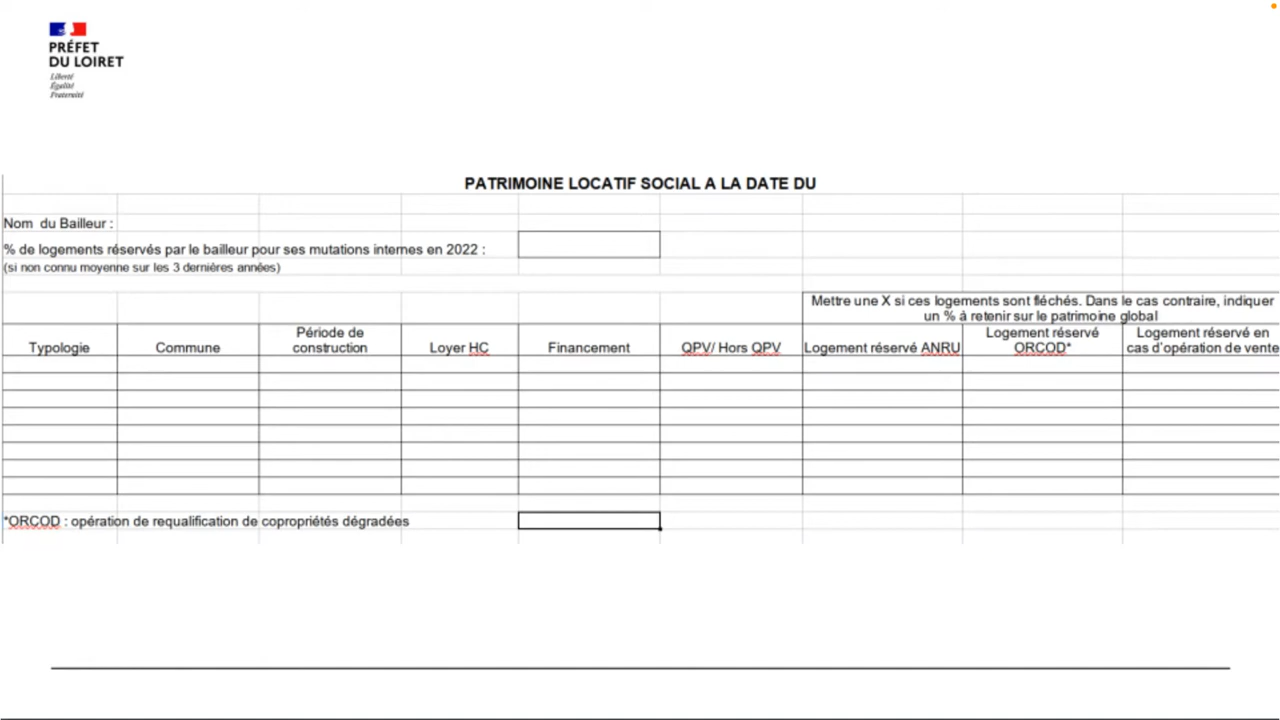 PRÉFET
DU LOIRET
Liberté
Égalité
Fraternité
PATRIMOINE LOCATIF SOCIAL A LA DATE DU
Nom du Bailleur :
% de logements réservés par le bailleur pour ses mutations internes en 2022 :
(si non connu moyenne sur les 3 dernières années)
Mettre une X si ces logements sont fléchés. Dans le cas contraire, indiquer
un % à retenir sur le patrimoine global
Typologie
Commune
Période de
construction
Loyer HC
Financement
QPV/ Hors QPV
Logement réservé ANRU
Logement réservé
ORCOD*
Logement réservé en
cas d'opération de vente
*ORCOD : opération de requalification de copropriétés dégradées